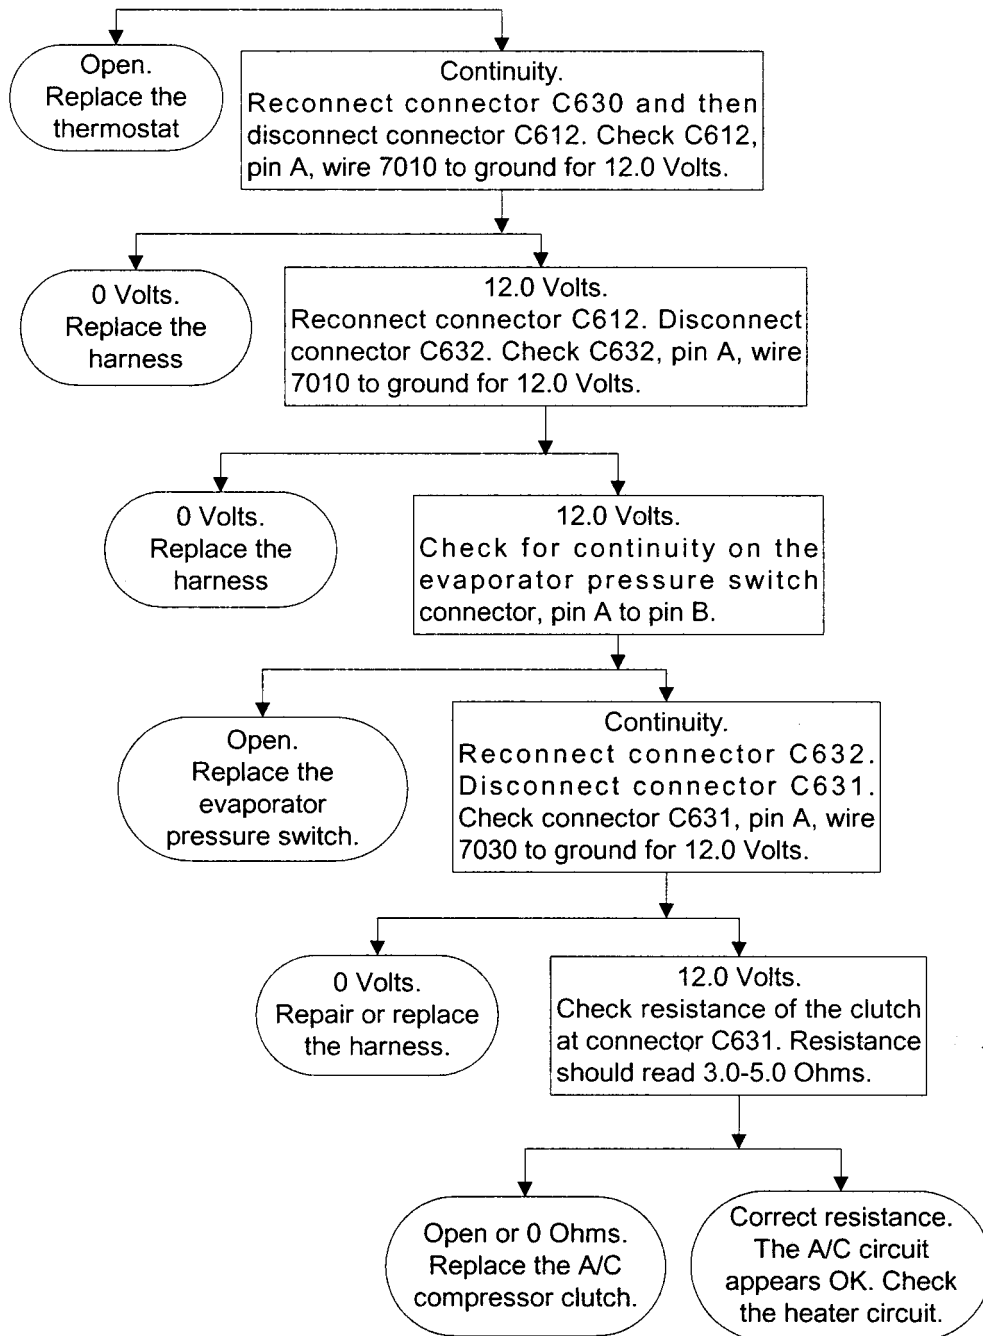 Open.
Replace the
thermostat
Continuity.
Reconnect connector C630 and then
disconnect connector C612. Check C612,
pin A, wire 7010 to ground for 12.0 Volts.
0 Volts.
Replace the
harness
12.0 Volts.
Reconnect connector C612. Disconnect
connector C632. Check C632, pin A, wire
7010 to ground for 12.0 Volts.
0 Volts.
Replace the
harness
12.0 Volts.
Check for continuity on the
evaporator pressure switch
connector, pin A to pin B.
Open.
Replace the
evaporator
pressure switch.
Continuity.
Reconnect connector C632.
Disconnect connector C631.
Check connector C631, pin A, wire
7030 to ground for 12.0 Volts.
0 Volts.
Repair or replace
the harness.
12.0 Volts.
Check resistance of the clutch
at connector C631. Resistance
should read 3.0-5.0 Ohms.
Open or 0 Ohms.
Replace the A/C
compressor clutch.
Correct resistance.
The A/C circuit
appears OK. Check
the heater circuit.